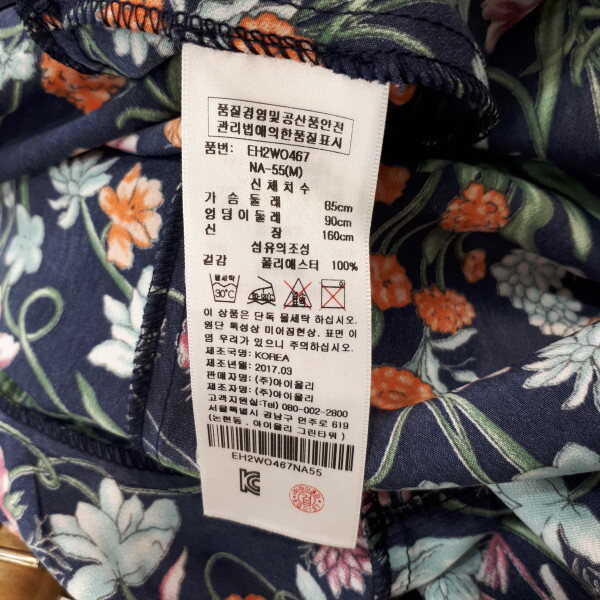 품질경영및공산품안전
관리법에의한품질표시
품번: EH2WO467
NA-55(M)
신체치수
가슴둘레 85cm
엉덩이둘레 90cm
신장 160cm
섬유의조성
겉감 폴리에스터 100%
물세탁
30℃
이 상품은 단독 물세탁 하십시오.
원단 특성상 미어짐현상, 표면 이
염 우려가 있으니 주의하십시오.
제조국명: KOREA
제조년월: 2017.03
판매자명: (주)아이올리
제조자명: (주)아이올리
고객지원실:Tel) 080-002-2800
서울특별시 강남구 언주로 619
(논현동, 아이올리 그린타워)
EH2WO467NA55